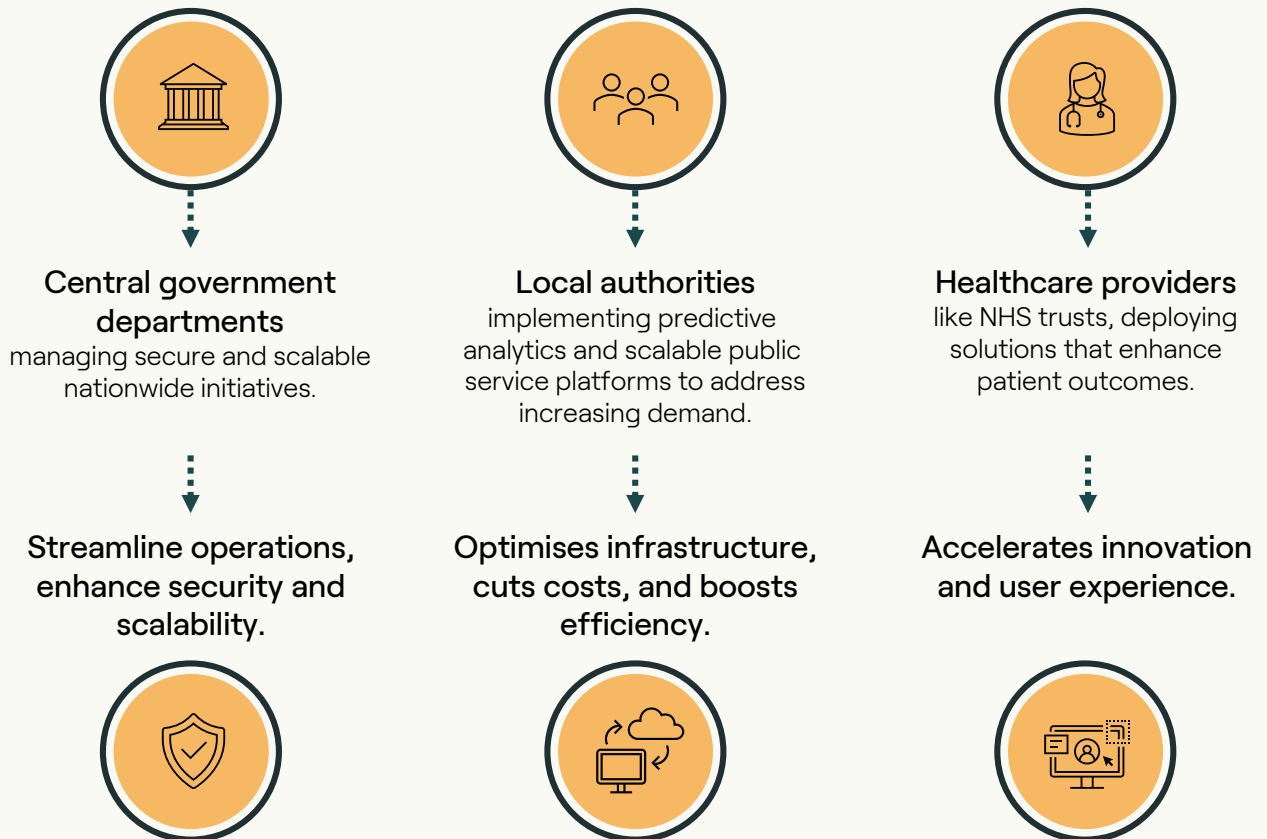 Central government
departments
managing secure and scalable
nationwide initiatives.
Streamline operations,
enhance security and
scalability.
Local authorities
implementing predictive
analytics and scalable public
service platforms to address
increasing demand.
Optimises infrastructure,
cuts costs, and boosts
efficiency.
Healthcare providers
like NHS trusts, deploying
solutions that enhance
patient outcomes.
Accelerates innovation
and user experience.